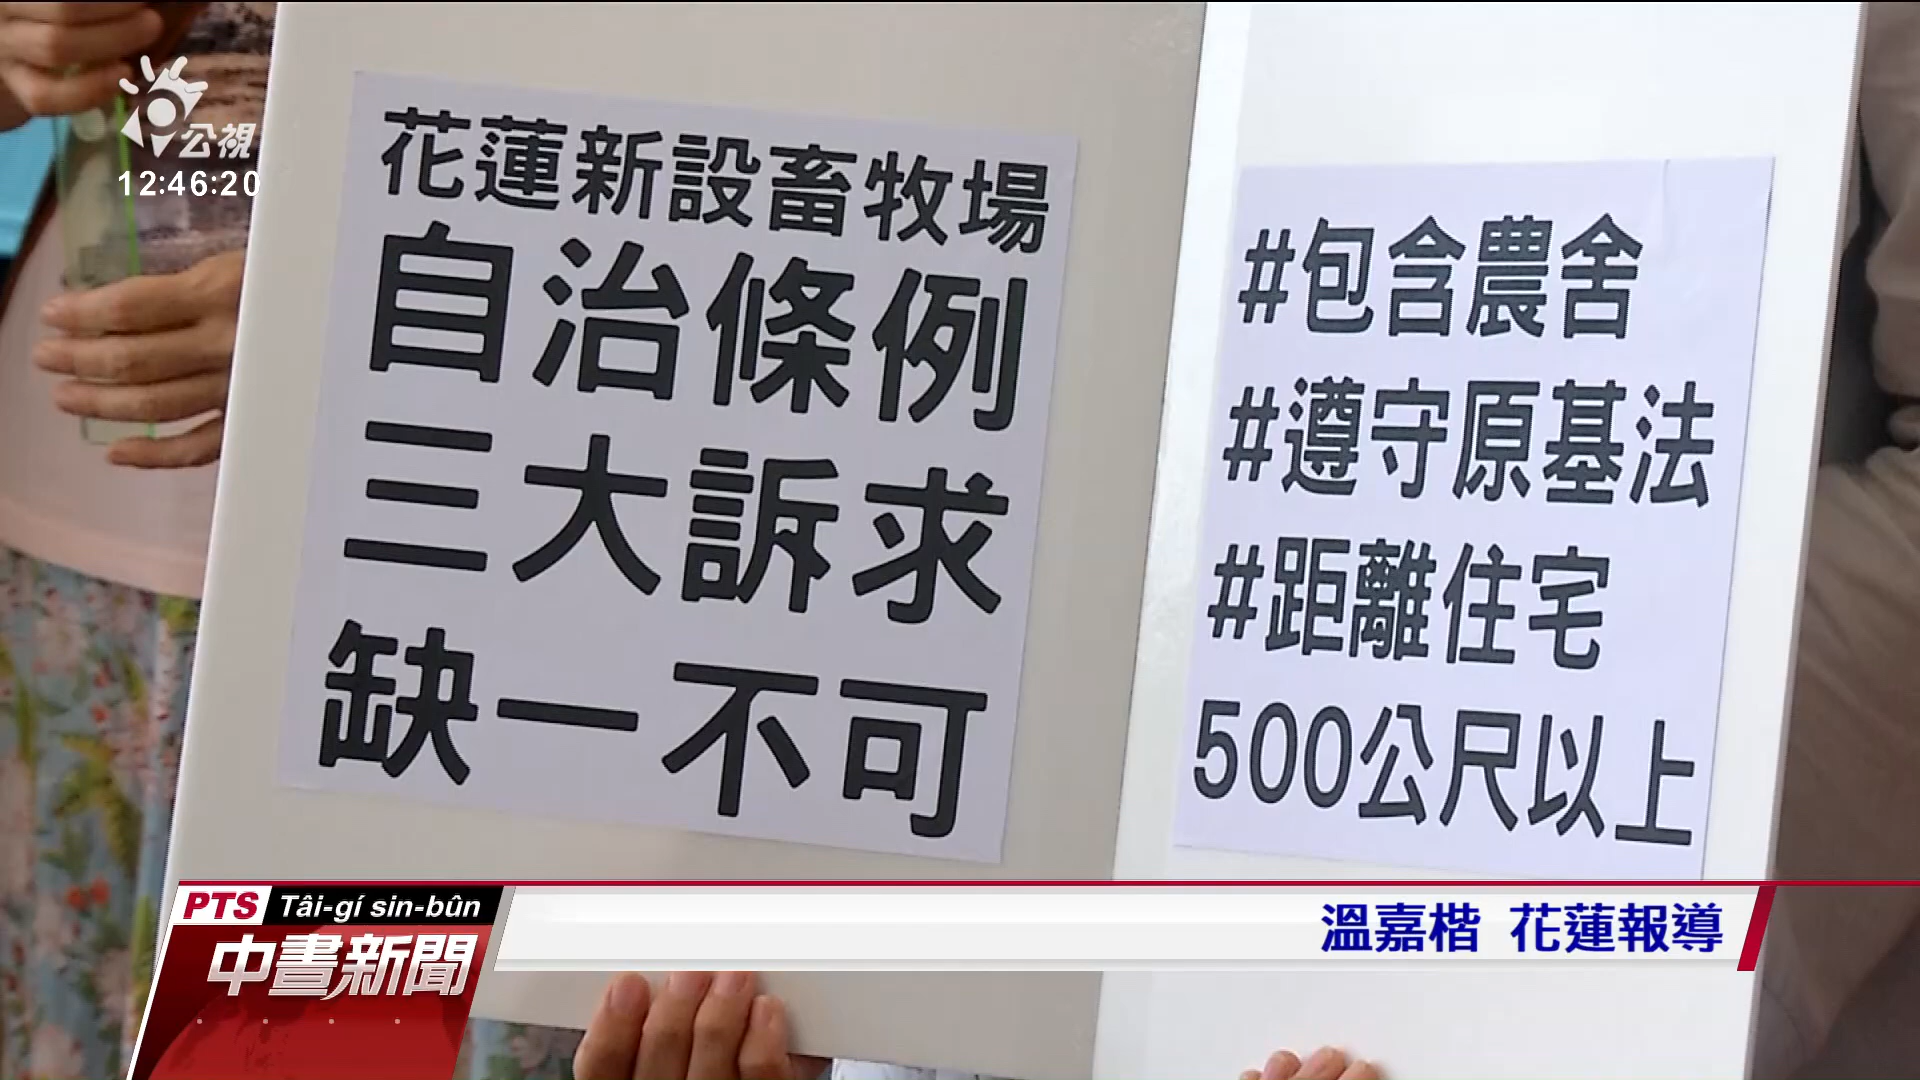 公視
12:46:20
花蓮新設畜牧場
自治條例
三大訴求
缺一不可
#包含農舍
#遵守原基法
#距離住宅
500公尺以上
PTS Tâi-gí sin-bûn
中晝新聞
溫嘉楷 花蓮報導